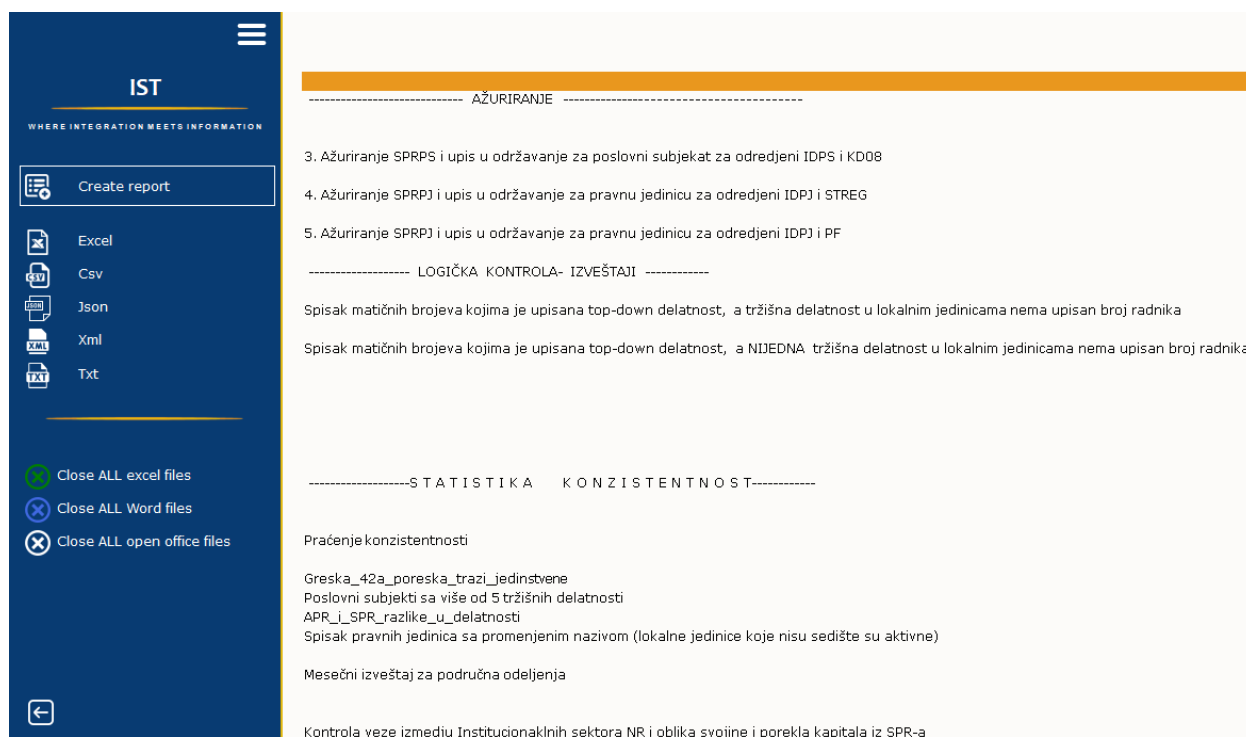 IST
WHERE INTEGRATION MEETS INFORMATION
Create report
Excel
Csv
Json
Xml
Txt
Close ALL excel files
Close ALL Word files
Close ALL open office files
----------------------------- AŽURIRANJE ----------------------------------------
3. Ažuriranje SPRPS i upis u održavanje za poslovni subjekat za odredjeni IDPS i KD08
4. Ažuriranje SPRPJ i upis u održavanje za pravnu jedinicu za odredjeni IDPJ i STREG
5. Ažuriranje SPRPJ i upis u održavanje za pravnu jedinicu za odredjeni IDPJ i PF
------------------- LOGIČKA KONTROLA- IZVEŠTAJI ------------
Spisak matičnih brojeva kojima je upisana top-down delatnost, a tržišna delatnost u lokalnim jedinicama nema upisan broj radnika
Spisak matičnih brojeva kojima je upisana top-down delatnost, a NIJEDNA tržišna delatnost u lokalnim jedinicama nema upisan broj radnika
-------------------S T A T I S T I K A K O N Z I S T E N T N O S T------------
Praćenje konzistentnosti
Greska_42a_poreska_trazi_jedinstvene
Poslovni subjekti sa više od 5 tržišnih delatnosti
APR_i_SPR_razlike_u_delatnosti
Spisak pravnih jedinica sa promenjenim nazivom (lokalne jedinice koje nisu sedište su aktivne)
Mesečni izveštaj za područna odeljenja
Kontrola veze izmedju Institucionaklnih sektora NR i oblika svojine i porekla kapitala iz SPR-a